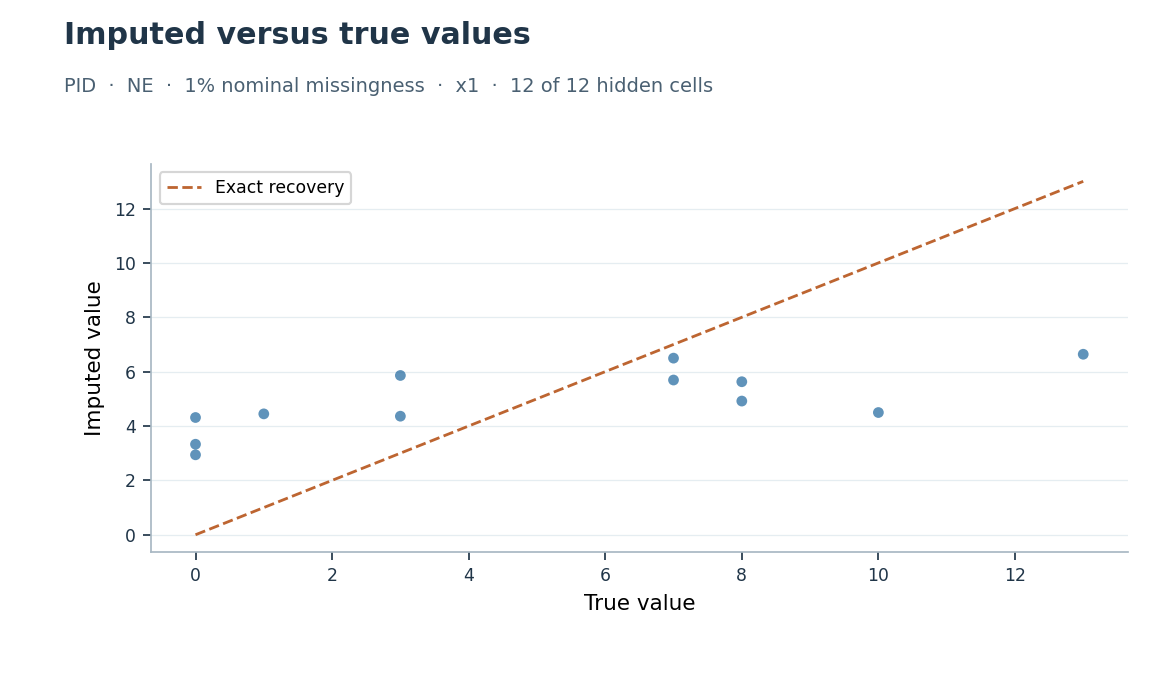 Imputed versus true values
PID · NE · 1% nominal missingness · x1 · 12 of 12 hidden cells
Exact recovery
12
10
8
6
4
2
0
Imputed value
0 2 4 6 8 10 12
True value